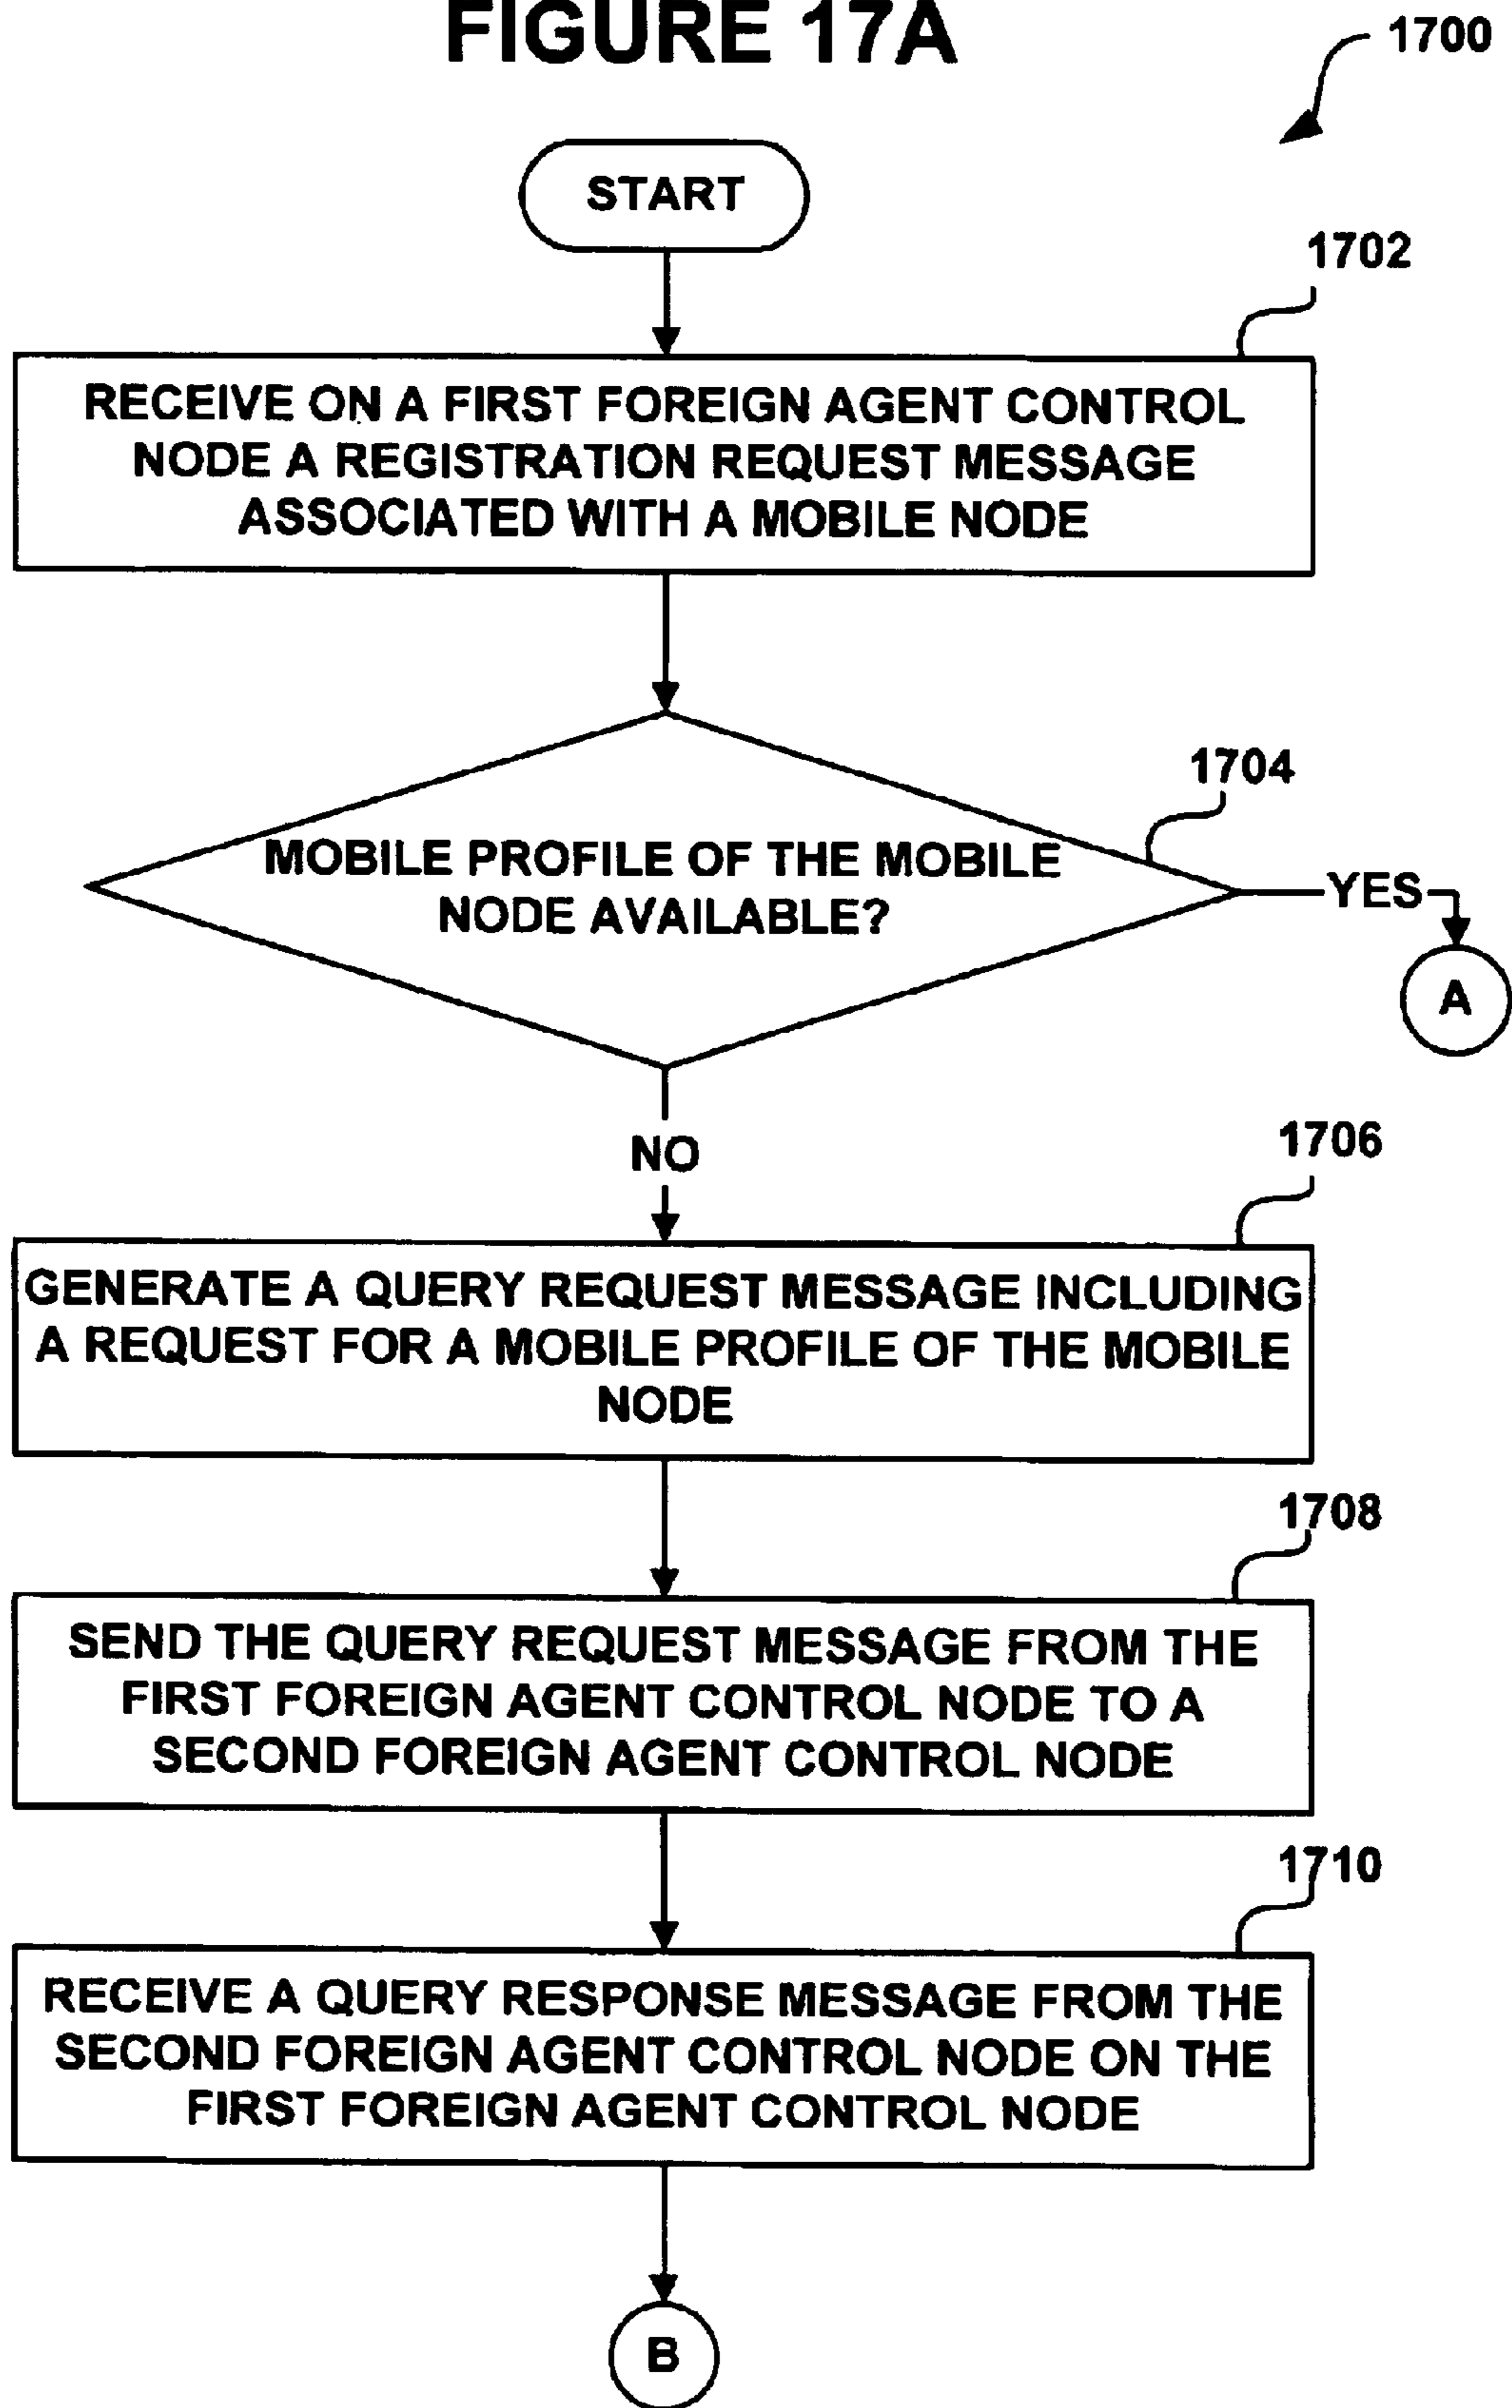 FIGURE 17A
1700
START
1702
RECEIVE ON A FIRST FOREIGN AGENT CONTROL
NODE A REGISTRATION REQUEST MESSAGE
ASSOCIATED WITH A MOBILE NODE
1704
MOBILE PROFILE OF THE MOBILE
NODE AVAILABLE?
YES
A
NO
1706
GENERATE A QUERY REQUEST MESSAGE INCLUDING
A REQUEST FOR A MOBILE PROFILE OF THE MOBILE
NODE
1708
SEND THE QUERY REQUEST MESSAGE FROM THE
FIRST FOREIGN AGENT CONTROL NODE TO A
SECOND FOREIGN AGENT CONTROL NODE
1710
RECEIVE A QUERY RESPONSE MESSAGE FROM THE
SECOND FOREIGN AGENT CONTROL NODE ON THE
FIRST FOREIGN AGENT CONTROL NODE
B